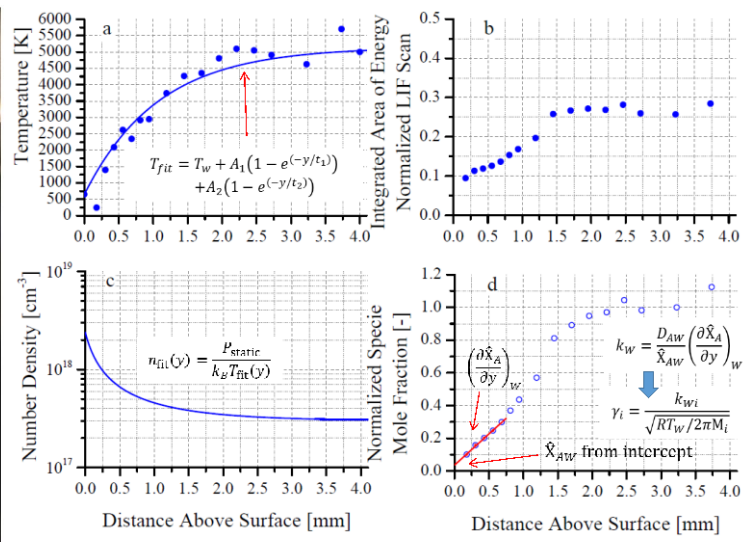 a
Temperature [K]
6000
5500
5000
4500
4000
3500
3000
2500
2000
1500
1000
500
0
0.0 0.5 1.0 1.5 2.0 2.5 3.0 3.5 4.0
T_fit = T_w + A_1(1 − e^(−y/t_1))
+A_2(1 − e^(−y/t_2))
b
Integrated Area of Energy
Normalized LIF Scan
0.5
0.4
0.3
0.2
0.1
0.0
0.0 0.5 1.0 1.5 2.0 2.5 3.0 3.5 4.0
c
Number Density [cm^-3]
10^19
10^18
10^17
n_fit(y) = P_static / k_B T_fit(y)
0.0 0.5 1.0 1.5 2.0 2.5 3.0 3.5 4.0
Distance Above Surface [mm]
d
Normalized Specie
Mole Fraction [-]
1.2
1.0
0.8
0.6
0.4
0.2
0.0
(∂X̂_A / ∂y)_W
k_W = D_AW / X̂_AW (∂X̂_A / ∂y)_W
γ_i = k_Wi / √(RT_W/2πM_i)
X̂_AW from intercept
0.0 0.5 1.0 1.5 2.0 2.5 3.0 3.5 4.0
Distance Above Surface [mm]